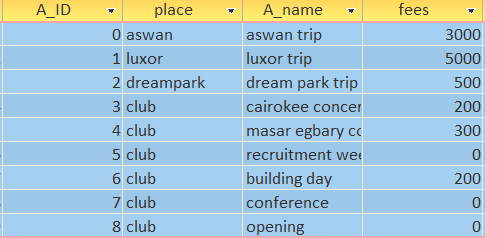 A_ID place A_name fees
0 aswan aswan trip 3000
1 luxor luxor trip 5000
2 dreampark dream park trip 500
3 club cairokee concer 200
4 club masar egbary co 300
5 club recruitment wee 0
6 club building day 200
7 club conference 0
8 club opening 0